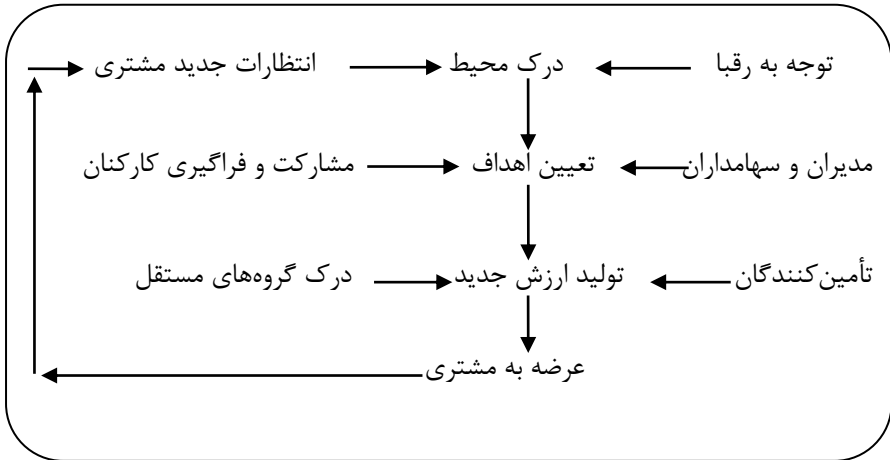 توجه به رقبا درک محیط انتظارات جدید مشتری
مدیران و سهامداران تعیین اهداف مشارکت و فراگیری کارکنان
تأمین‌کنندگان تولید ارزش جدید درک گروه‌های مستقل
عرضه به مشتری